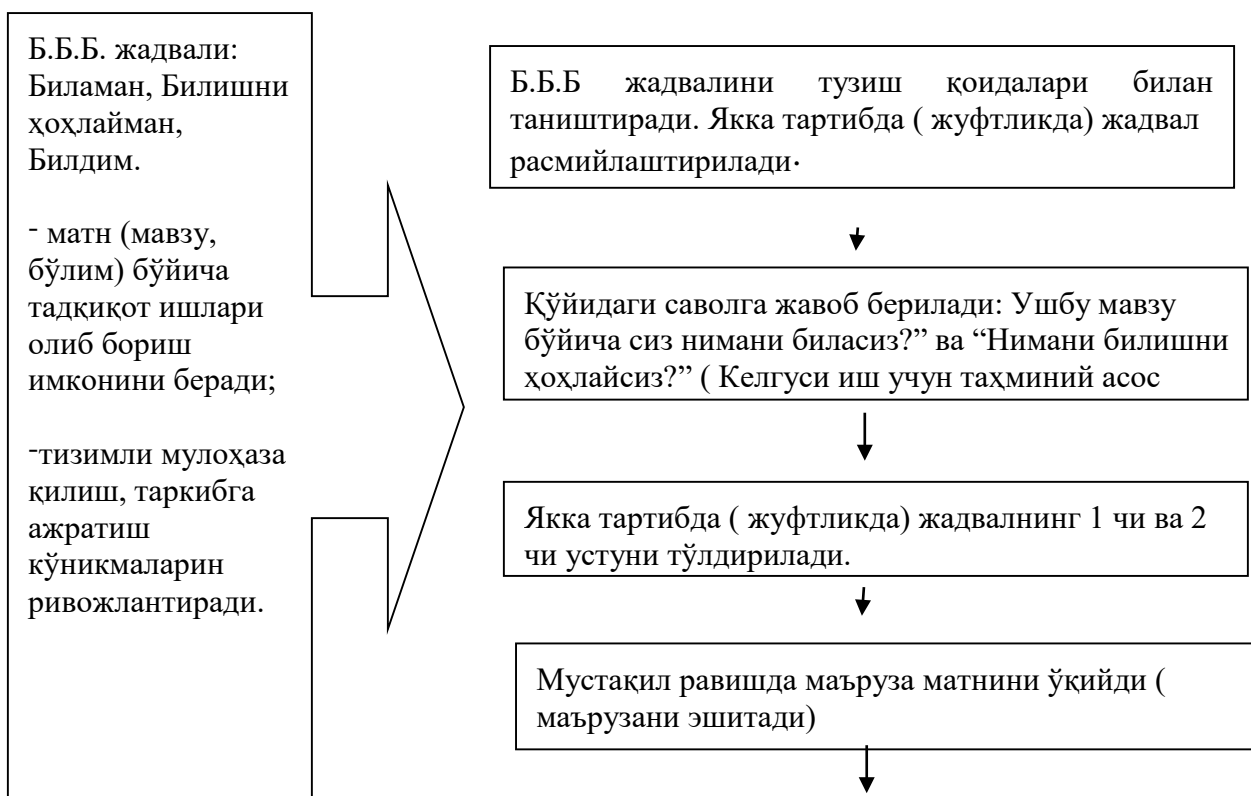 Б.Б.Б. жадвали:
Биламан, Билишни
ҳоҳлайман,
Билдим.
- матн (мавзу,
бўлим) бўйича
тадқиқот ишлари
олиб бориш
имконини беради;
-тизимли мулоҳаза
қилиш, таркибга
ажратиш
кўникмаларин
ривожлантиради.
Б.Б.Б жадвалини тузиш қоидалари билан
таништиради. Якка тартибда ( жуфтликда) жадвал
расмийлаштирилади.
Қўйидаги саволга жавоб берилади: Ушбу мавзу
бўйича сиз нимани биласиз?” ва “Нимани билишни
ҳоҳлайсиз?” ( Келгуси иш учун таҳминий асос
Якка тартибда ( жуфтликда) жадвалнинг 1 чи ва 2
чи устуни тўлдирилади.
Мустақил равишда маъруза матнини ўқийди (
маърузани эшитади)